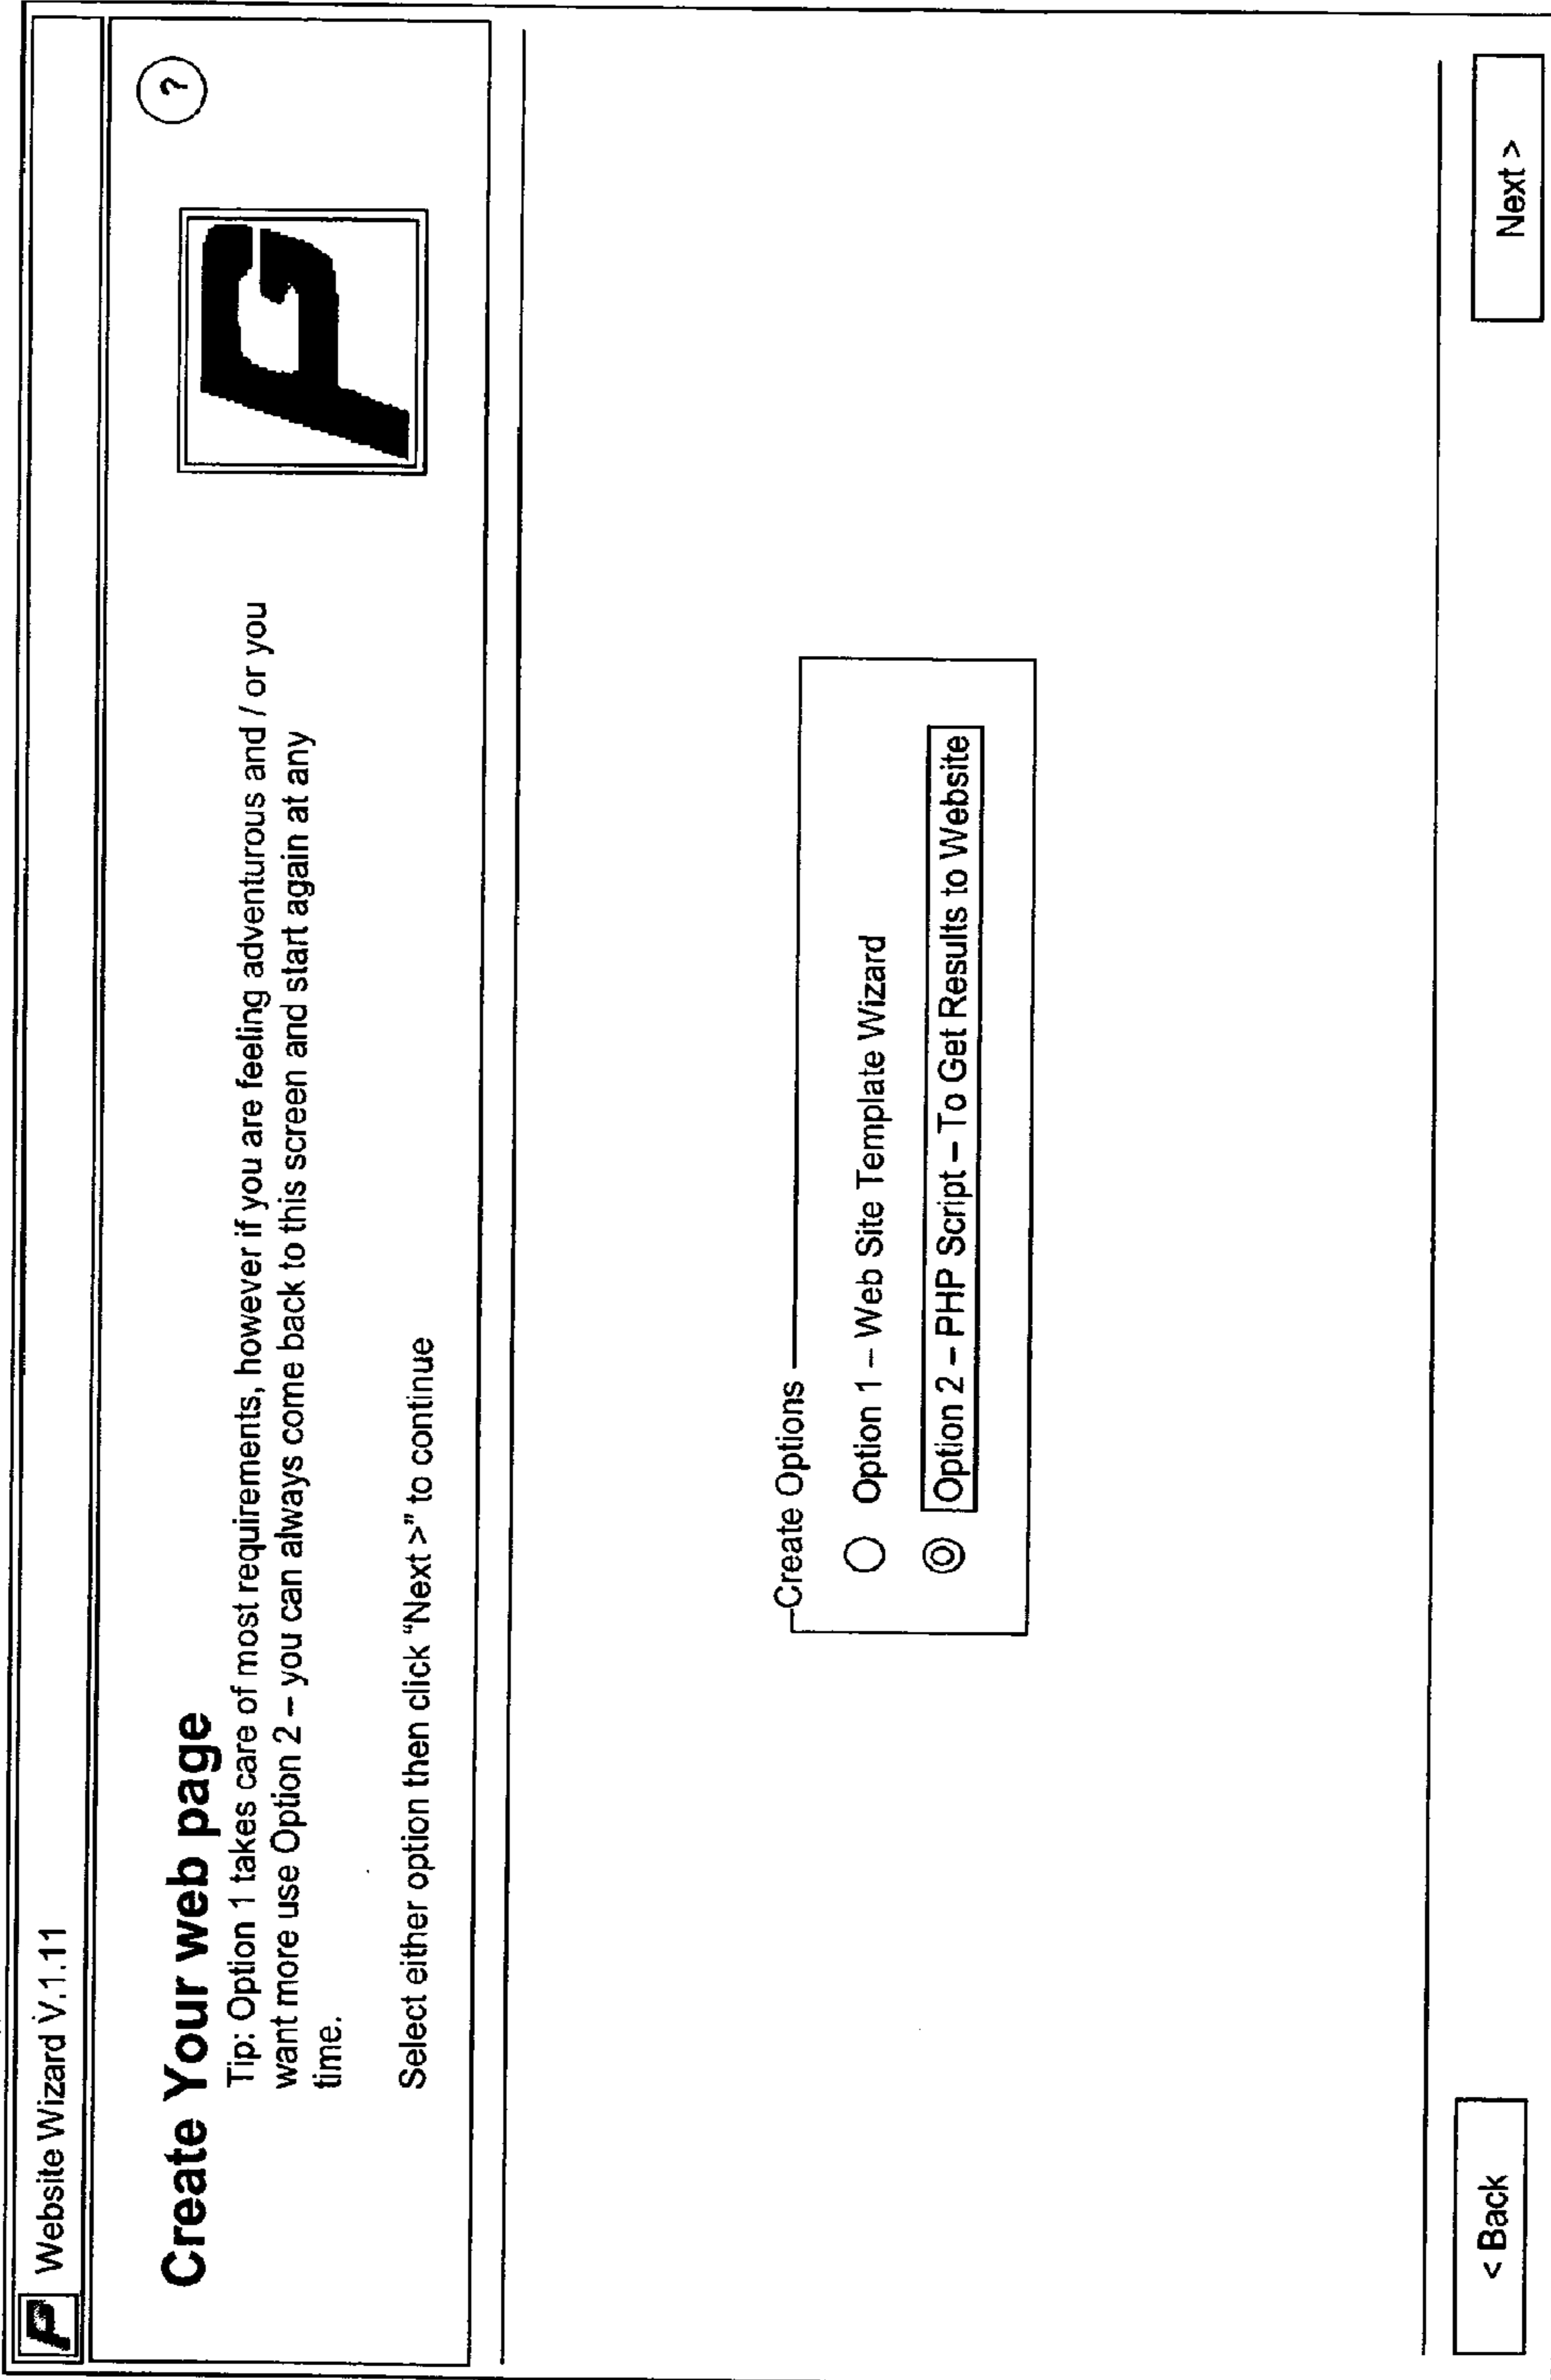 Website Wizard V.1.11
?
Create Your web page
Tip: Option 1 takes care of most requirements, however if you are feeling adventurous and / or you
want more use Option 2 – you can always come back to this screen and start again at any
time.
Select either option then click “Next >” to continue
Create Options
Option 1 – Web Site Template Wizard
Option 2 – PHP Script – To Get Results to Website
< Back
Next >